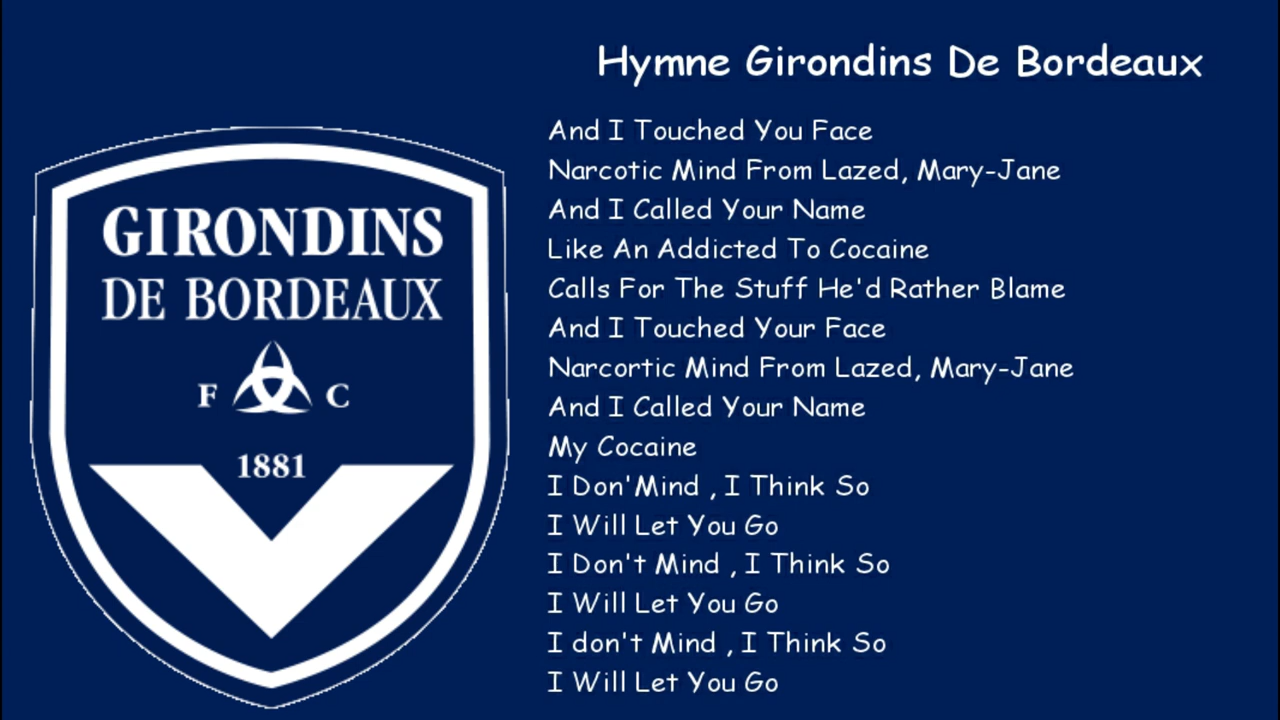 Hymne Girondins De Bordeaux
GIRONDINS
DE BORDEAUX
F C
1881
And I Touched You Face
Narcotic Mind From Lazed, Mary-Jane
And I Called Your Name
Like An Addicted To Cocaine
Calls For The Stuff He'd Rather Blame
And I Touched Your Face
Narcortic Mind From Lazed, Mary-Jane
And I Called Your Name
My Cocaine
I Don'Mind , I Think So
I Will Let You Go
I Don't Mind , I Think So
I Will Let You Go
I don't Mind , I Think So
I Will Let You Go